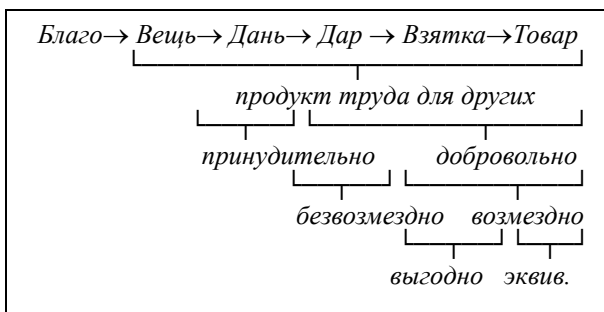 Благо→ Вещь→ Дань→ Дар → Взятка→Товар
продукт труда для других
принудительно добровольно
безвозмездно возмездно
выгодно эквив.